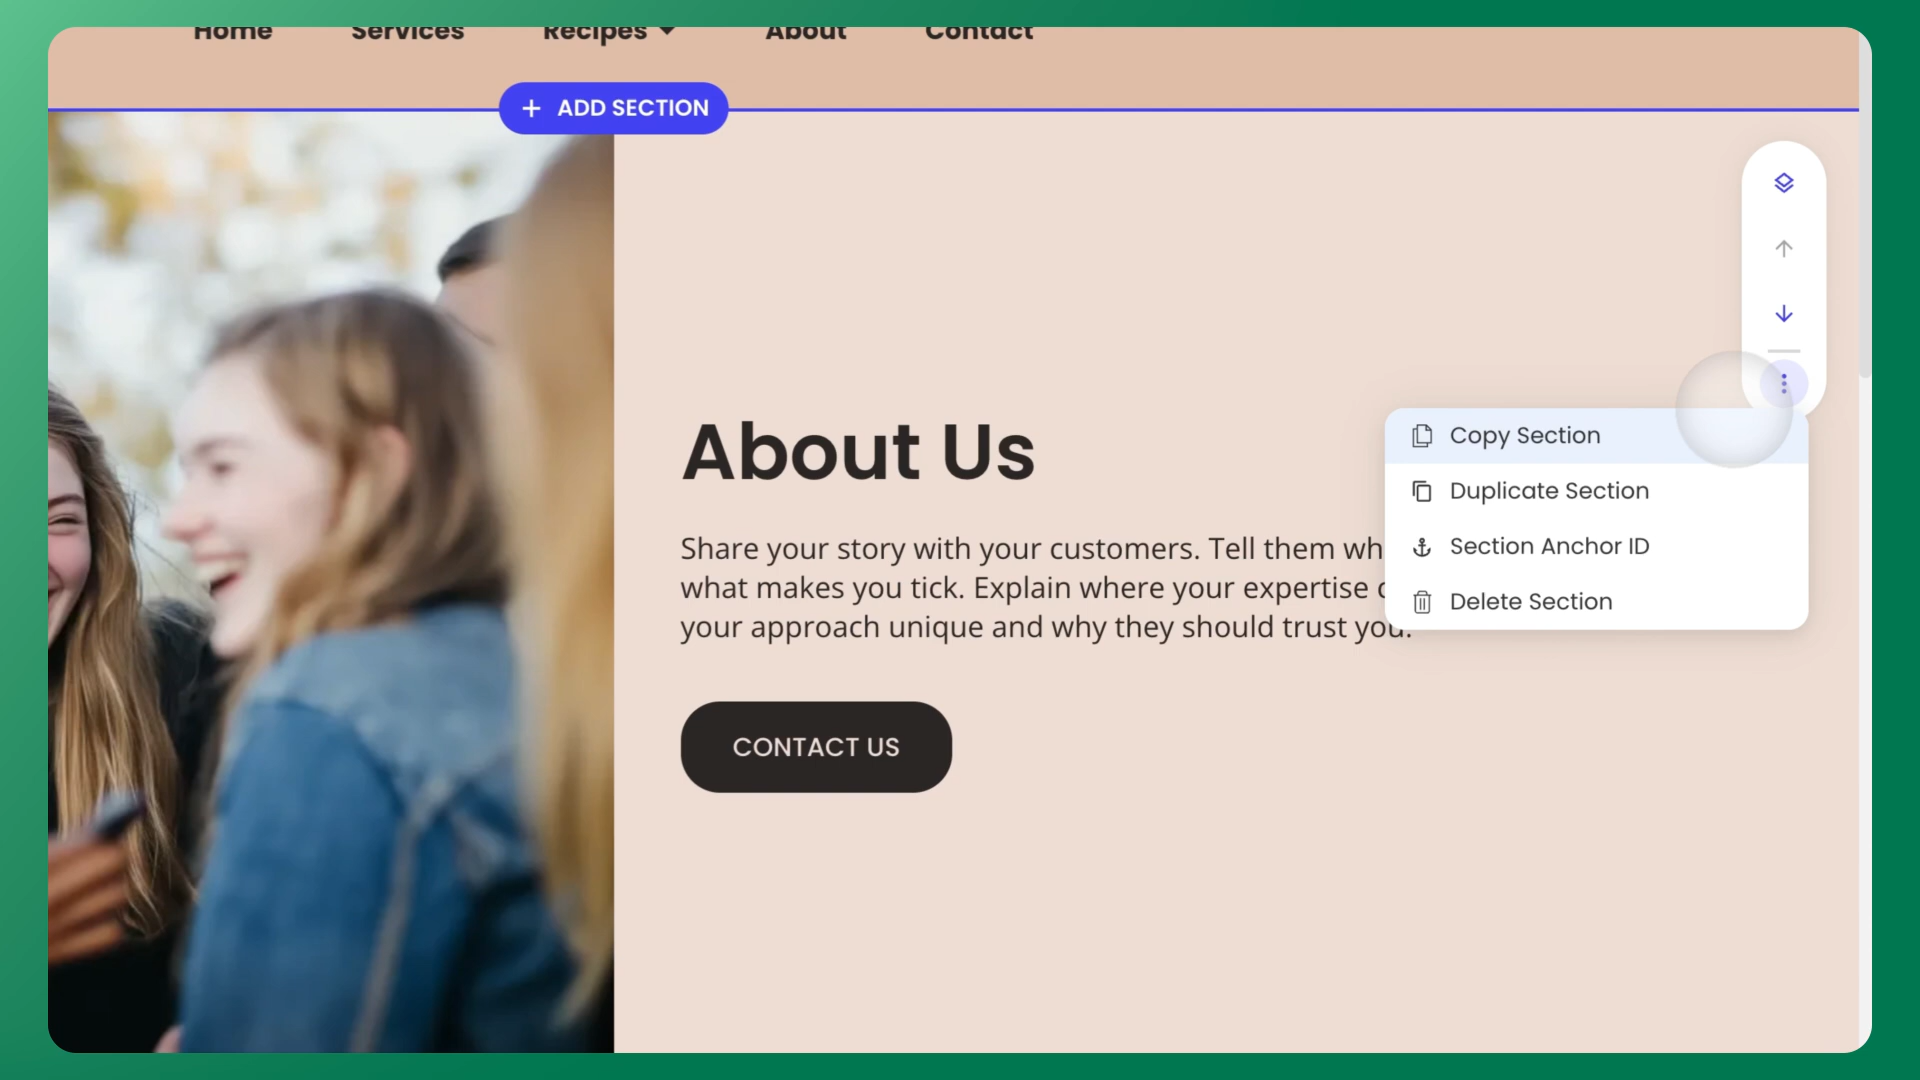 Home Services Recipes About Contact
ADD SECTION
About Us
Share your story with your customers. Tell them wh
what makes you tick. Explain where your expertise
your approach unique and why they should trust you.
CONTACT US
Copy Section
Duplicate Section
Section Anchor ID
Delete Section